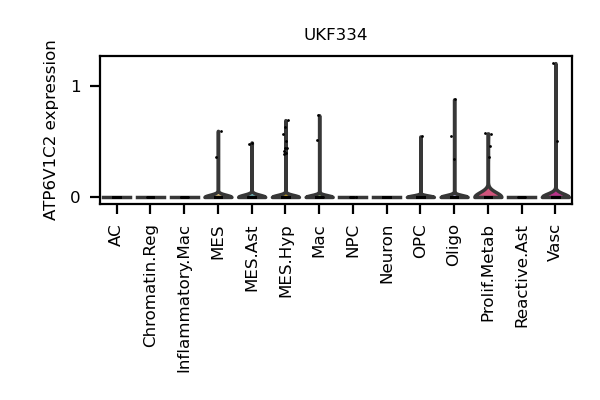 UKF334
ATP6V1C2 expression
1
0
AC
Chromatin.Reg
Inflammatory.Mac
MES
MES.Ast
MES.Hyp
Mac
NPC
Neuron
OPC
Oligo
Prolif.Metab
Reactive.Ast
Vasc